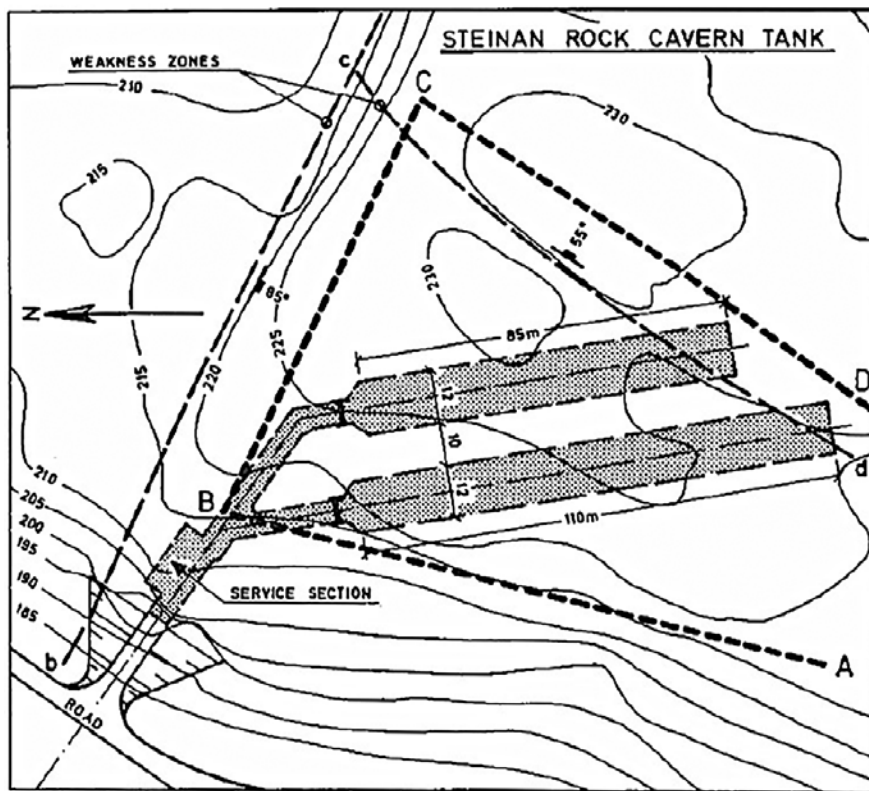 STEINAN ROCK CAVERN TANK
WEAKNESS ZONES
c
C
210
230
215
55°
N
85°
230
225
85m
220
215
12
D
10
210
B
12
d
205
200
110m
195
190
SERVICE SECTION
185
b
A
ROAD